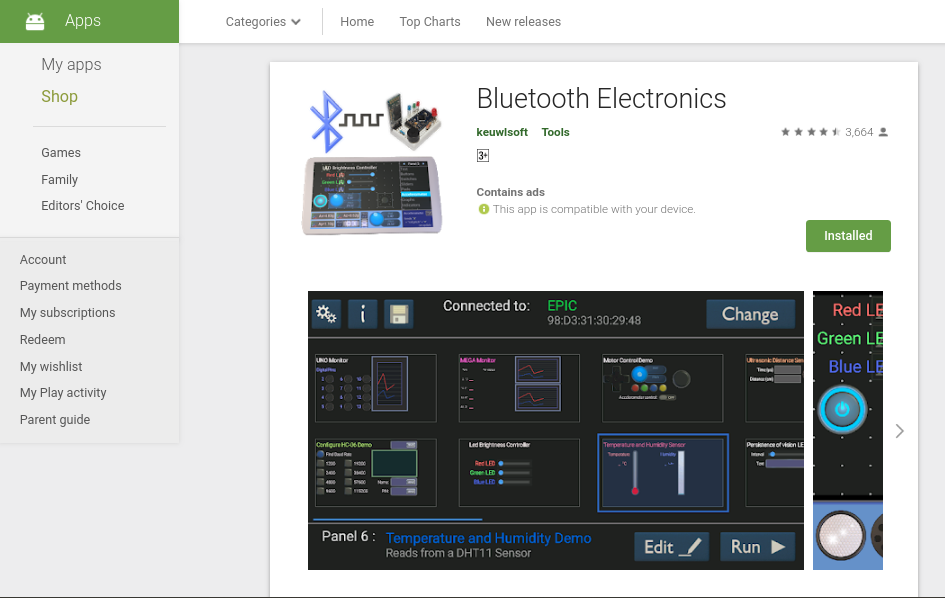 Apps
Categories
Home
Top Charts
New releases
My apps
Shop
Games
Family
Editors' Choice
Account
Payment methods
My subscriptions
Redeem
My wishlist
My Play activity
Parent guide
Bluetooth Electronics
keuwlsoft Tools
3,664
3+
Contains ads
This app is compatible with your device.
Installed
Connected to: EPIC
98:D3:31:30:29:48
Change
UNO Monitor
MEGA Monitor
Motor Control Demo
Ultrasonic Distance Sen
Configure HC-06 Demo
Led Brightness Controller
Red LED
Green LED
Blue LED
Temperature and Humidity Sensor
Temperature
Humidity
Persistence of vision LE
Panel 6 : Temperature and Humidity Demo
Reads from a DHT11 Sensor
Edit
Run
Red LE
Green LE
Blue LE